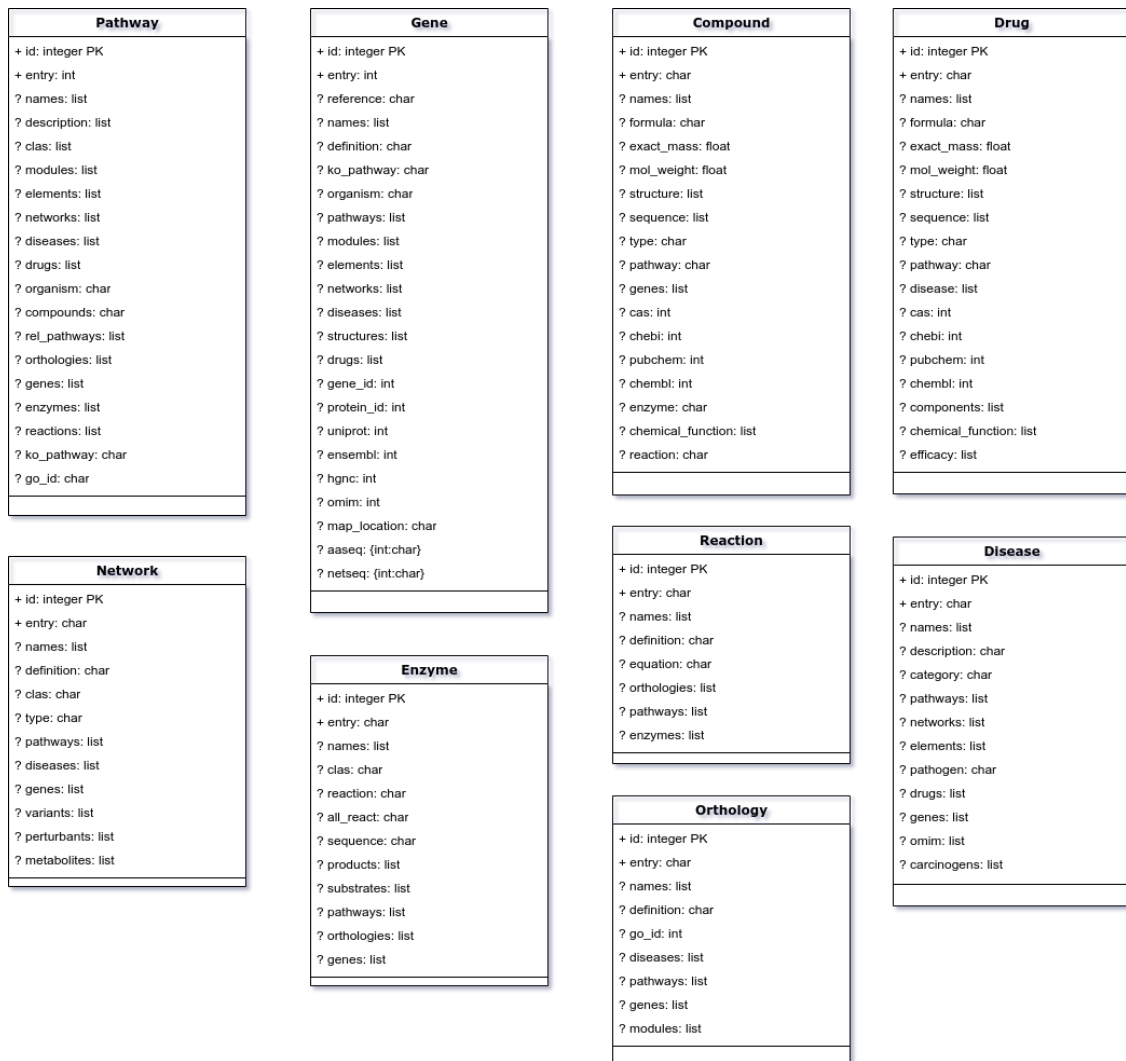 Pathway
+ id: integer PK
+ entry: int
? names: list
? description: list
? clas: list
? modules: list
? elements: list
? networks: list
? diseases: list
? drugs: list
? organism: char
? compounds: char
? rel_pathways: list
? orthologies: list
? genes: list
? enzymes: list
? reactions: list
? ko_pathway: char
? go_id: char
Network
+ id: integer PK
+ entry: char
? names: list
? definition: char
? clas: char
? type: char
? pathways: list
? diseases: list
? genes: list
? variants: list
? perturbants: list
? metabolites: list
Gene
+ id: integer PK
+ entry: int
? reference: char
? names: list
? definition: char
? ko_pathway: char
? organism: char
? pathways: list
? modules: list
? elements: list
? networks: list
? diseases: list
? structures: list
? drugs: list
? gene_id: int
? protein_id: int
? uniprot: int
? ensembl: int
? hgnc: int
? omim: int
? map_location: char
? aaseq: {int:char}
? netseq: {int:char}
Enzyme
+ id: integer PK
+ entry: char
? names: list
? clas: char
? reaction: char
? all_react: char
? sequence: char
? products: list
? substrates: list
? pathways: list
? orthologies: list
? genes: list
Compound
+ id: integer PK
+ entry: char
? names: list
? formula: char
? exact_mass: float
? mol_weight: float
? structure: list
? sequence: list
? type: char
? pathway: char
? genes: list
? cas: int
? chebi: int
? pubchem: int
? chembl: int
? enzyme: char
? chemical_function: list
? reaction: char
Reaction
+ id: integer PK
+ entry: char
? names: list
? definition: char
? equation: char
? orthologies: list
? pathways: list
? enzymes: list
Orthology
+ id: integer PK
+ entry: char
? names: list
? definition: char
? go_id: int
? diseases: list
? pathways: list
? genes: list
? modules: list
Drug
+ id: integer PK
+ entry: char
? names: list
? formula: char
? exact_mass: float
? mol_weight: float
? structure: list
? sequence: list
? type: char
? pathway: char
? disease: list
? cas: int
? chebi: int
? pubchem: int
? chembl: int
? components: list
? chemical_function: list
? efficacy: list
Disease
+ id: integer PK
+ entry: char
? names: list
? description: char
? category: char
? pathways: list
? networks: list
? elements: list
? pathogen: char
? drugs: list
? genes: list
? omim: list
? carcinogens: list